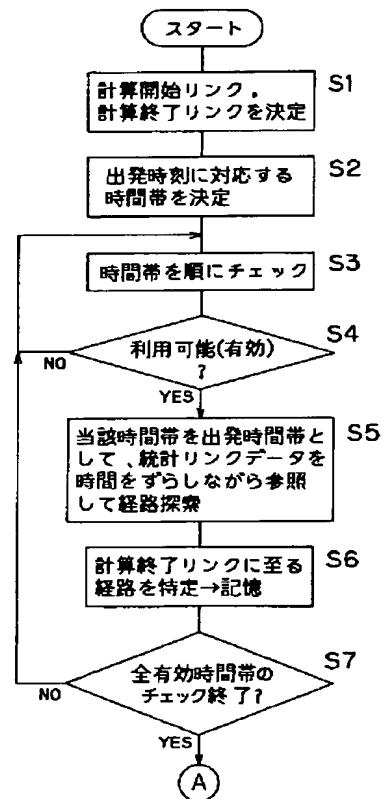 スタート
S1
計算開始リンク,
計算終了リンクを決定
S2
出発時刻に対応する
時間帯を決定
S3
時間帯を順にチェック
S4
利用可能(有効)
?
NO
YES
S5
当該時間帯を出発時間帯と
して、統計リンクデータを
時間をずらしながら参照
して経路探索
S6
計算終了リンクに至る
経路を特定→記憶
S7
全有効時間帯の
チェック終了?
NO
YES
A